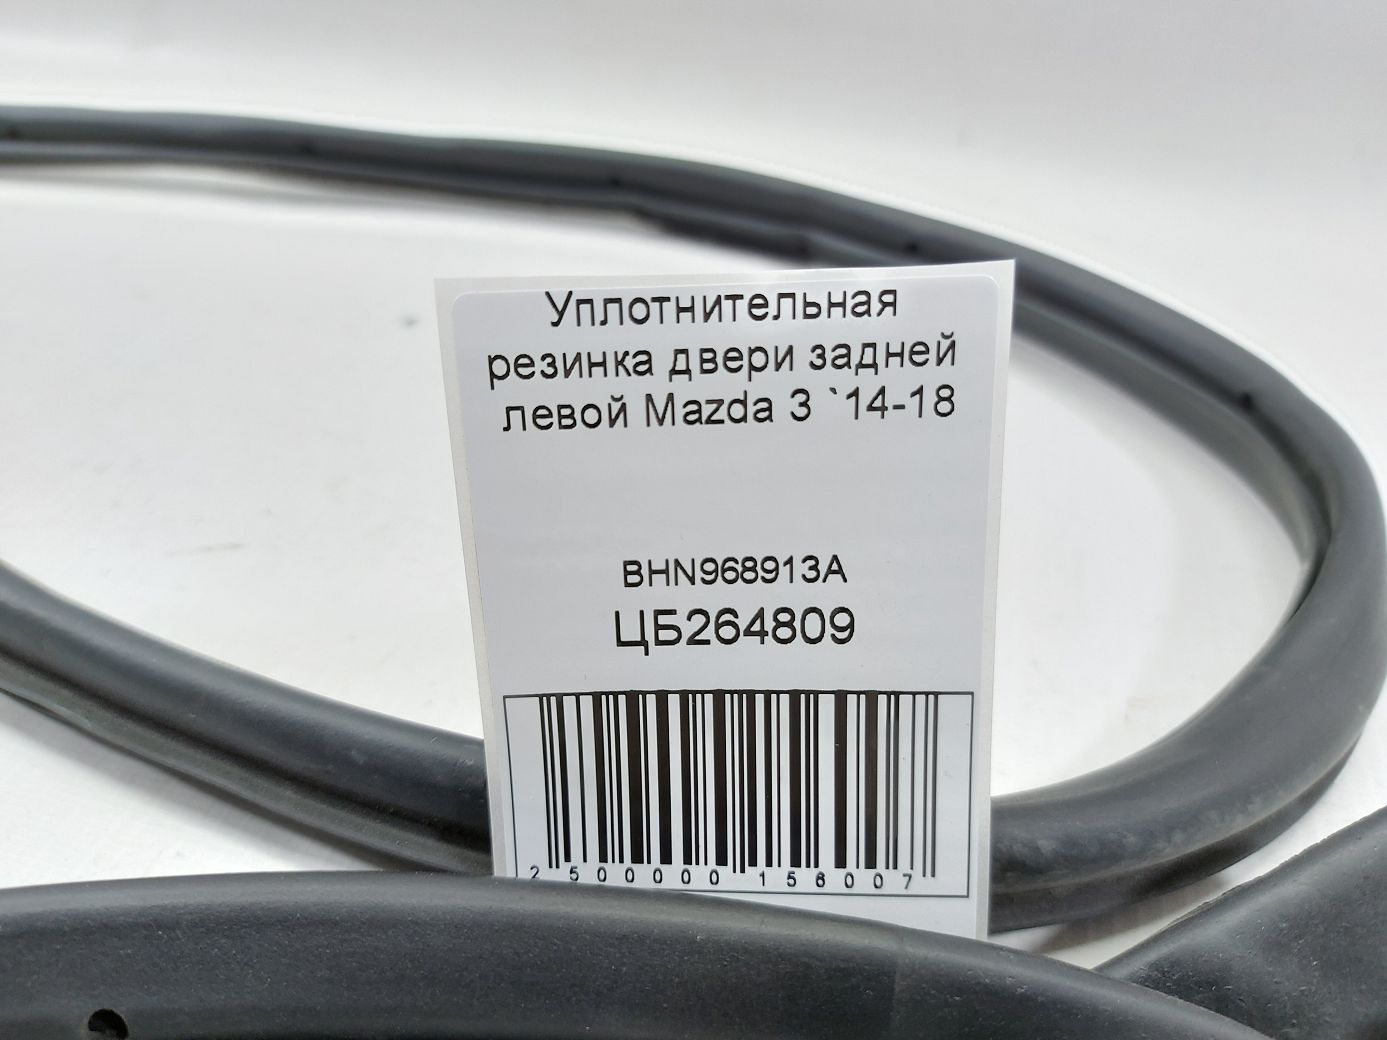 Уплотнительная
резинка двери задней
левой Mazda 3 `14-18
BHN968913A
ЦБ264809
2 500000 156007